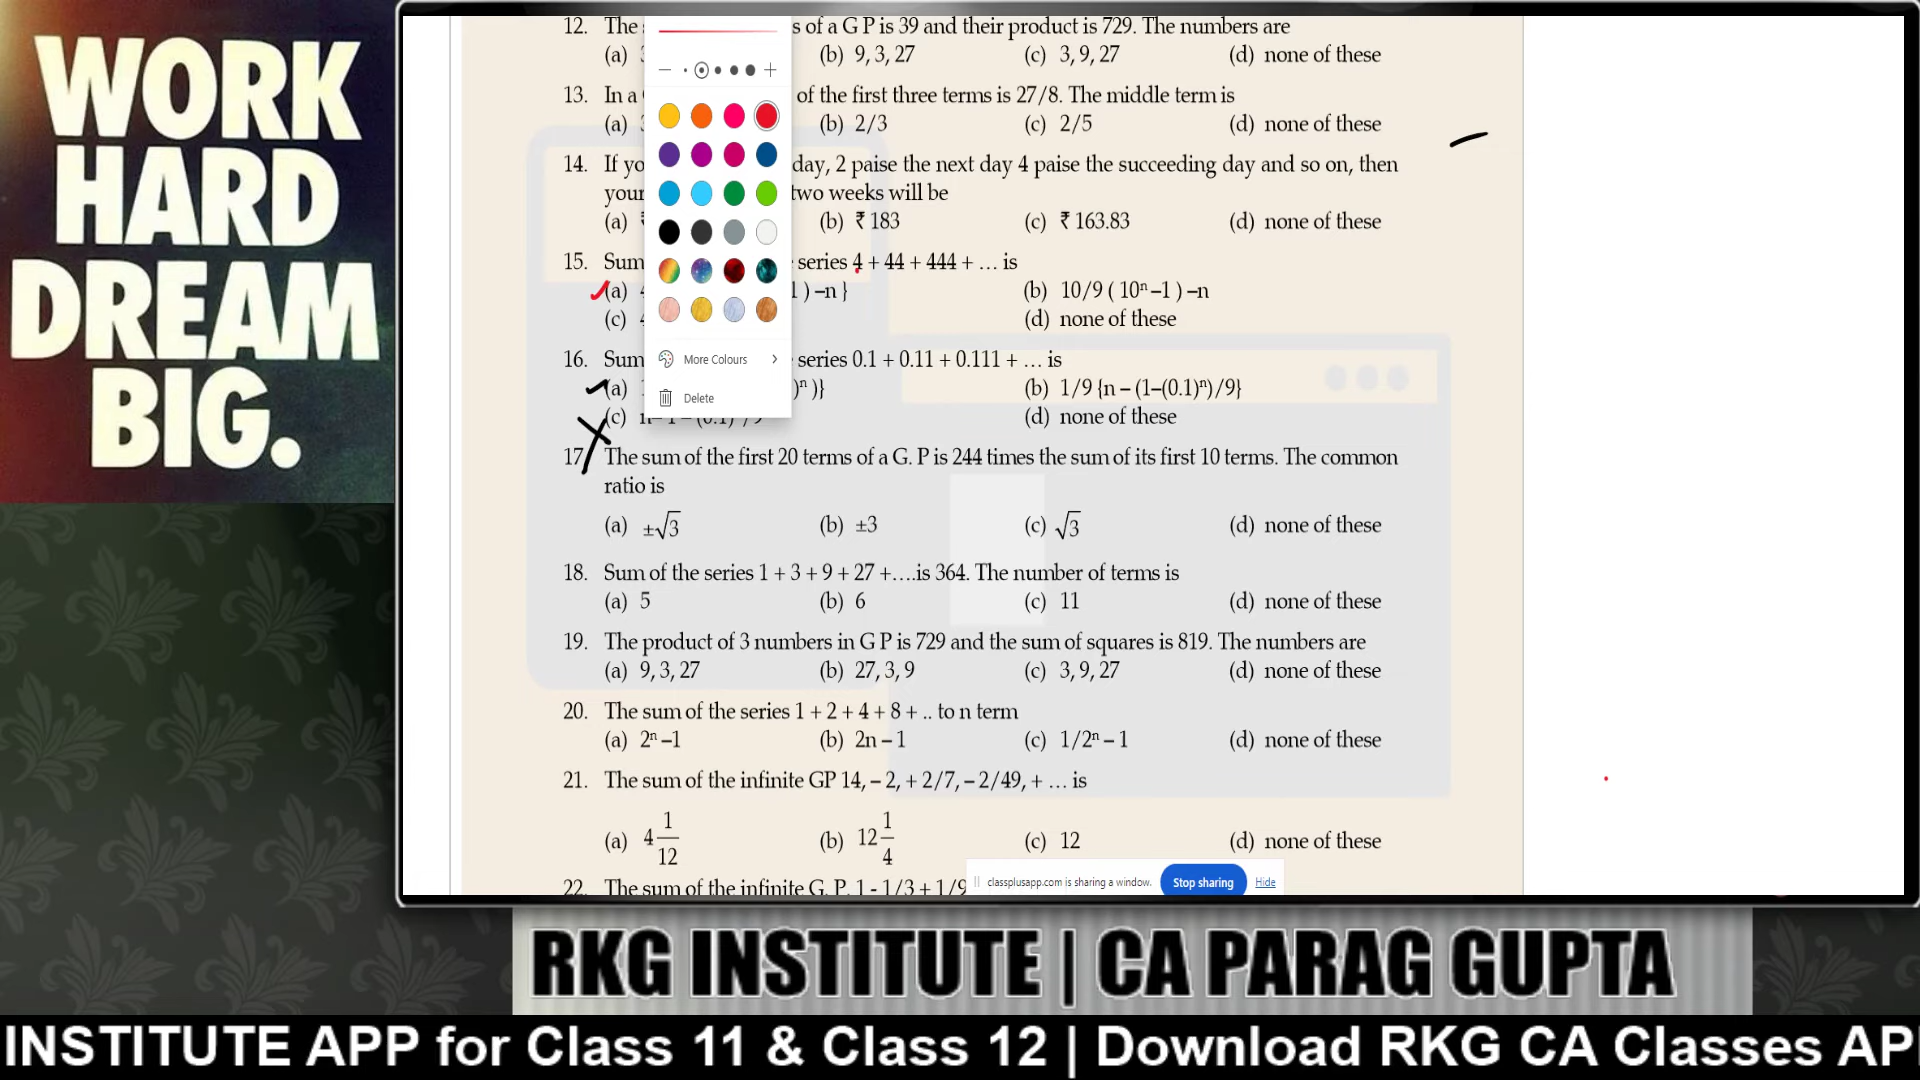 WORK
HARD
DREAM
BIG.
12. The s of a G P is 39 and their product is 729. The numbers are
(a) (b) 9, 3, 27 (c) 3, 9, 27 (d) none of these
13. In a of the first three terms is 27/8. The middle term is
(a) (b) 2/3 (c) 2/5 (d) none of these
14. If yo day, 2 paise the next day 4 paise the succeeding day and so on, then
your two weeks will be
(a) (b) ₹ 183 (c) ₹ 163.83 (d) none of these
15. Sum series 4 + 44 + 444 + … is
(a) 1 ) –n } (b) 10/9 ( 10ⁿ –1 ) –n
(c) (d) none of these
16. Sum series 0.1 + 0.11 + 0.111 + … is
(a) )ⁿ )} (b) 1/9 {n – (1–(0.1)ⁿ)/9}
(c) (d) none of these
17. The sum of the first 20 terms of a G. P is 244 times the sum of its first 10 terms. The common
ratio is
(a) ±√3 (b) ±3 (c) √3 (d) none of these
18. Sum of the series 1 + 3 + 9 + 27 +….is 364. The number of terms is
(a) 5 (b) 6 (c) 11 (d) none of these
19. The product of 3 numbers in G P is 729 and the sum of squares is 819. The numbers are
(a) 9, 3, 27 (b) 27, 3, 9 (c) 3, 9, 27 (d) none of these
20. The sum of the series 1 + 2 + 4 + 8 + .. to n term
(a) 2ⁿ –1 (b) 2n – 1 (c) 1/2ⁿ – 1 (d) none of these
21. The sum of the infinite GP 14, – 2, + 2/7, – 2/49, + … is
(a) 4 1/12 (b) 12 1/4 (c) 12 (d) none of these
22. The sum of the infinite G. P. 1 - 1/3 + 1/9
More Colours
Delete
classplusapp.com is sharing a window. Stop sharing Hide
RKG INSTITUTE | CA PARAG GUPTA
INSTITUTE APP for Class 11 & Class 12 | Download RKG CA Classes AP